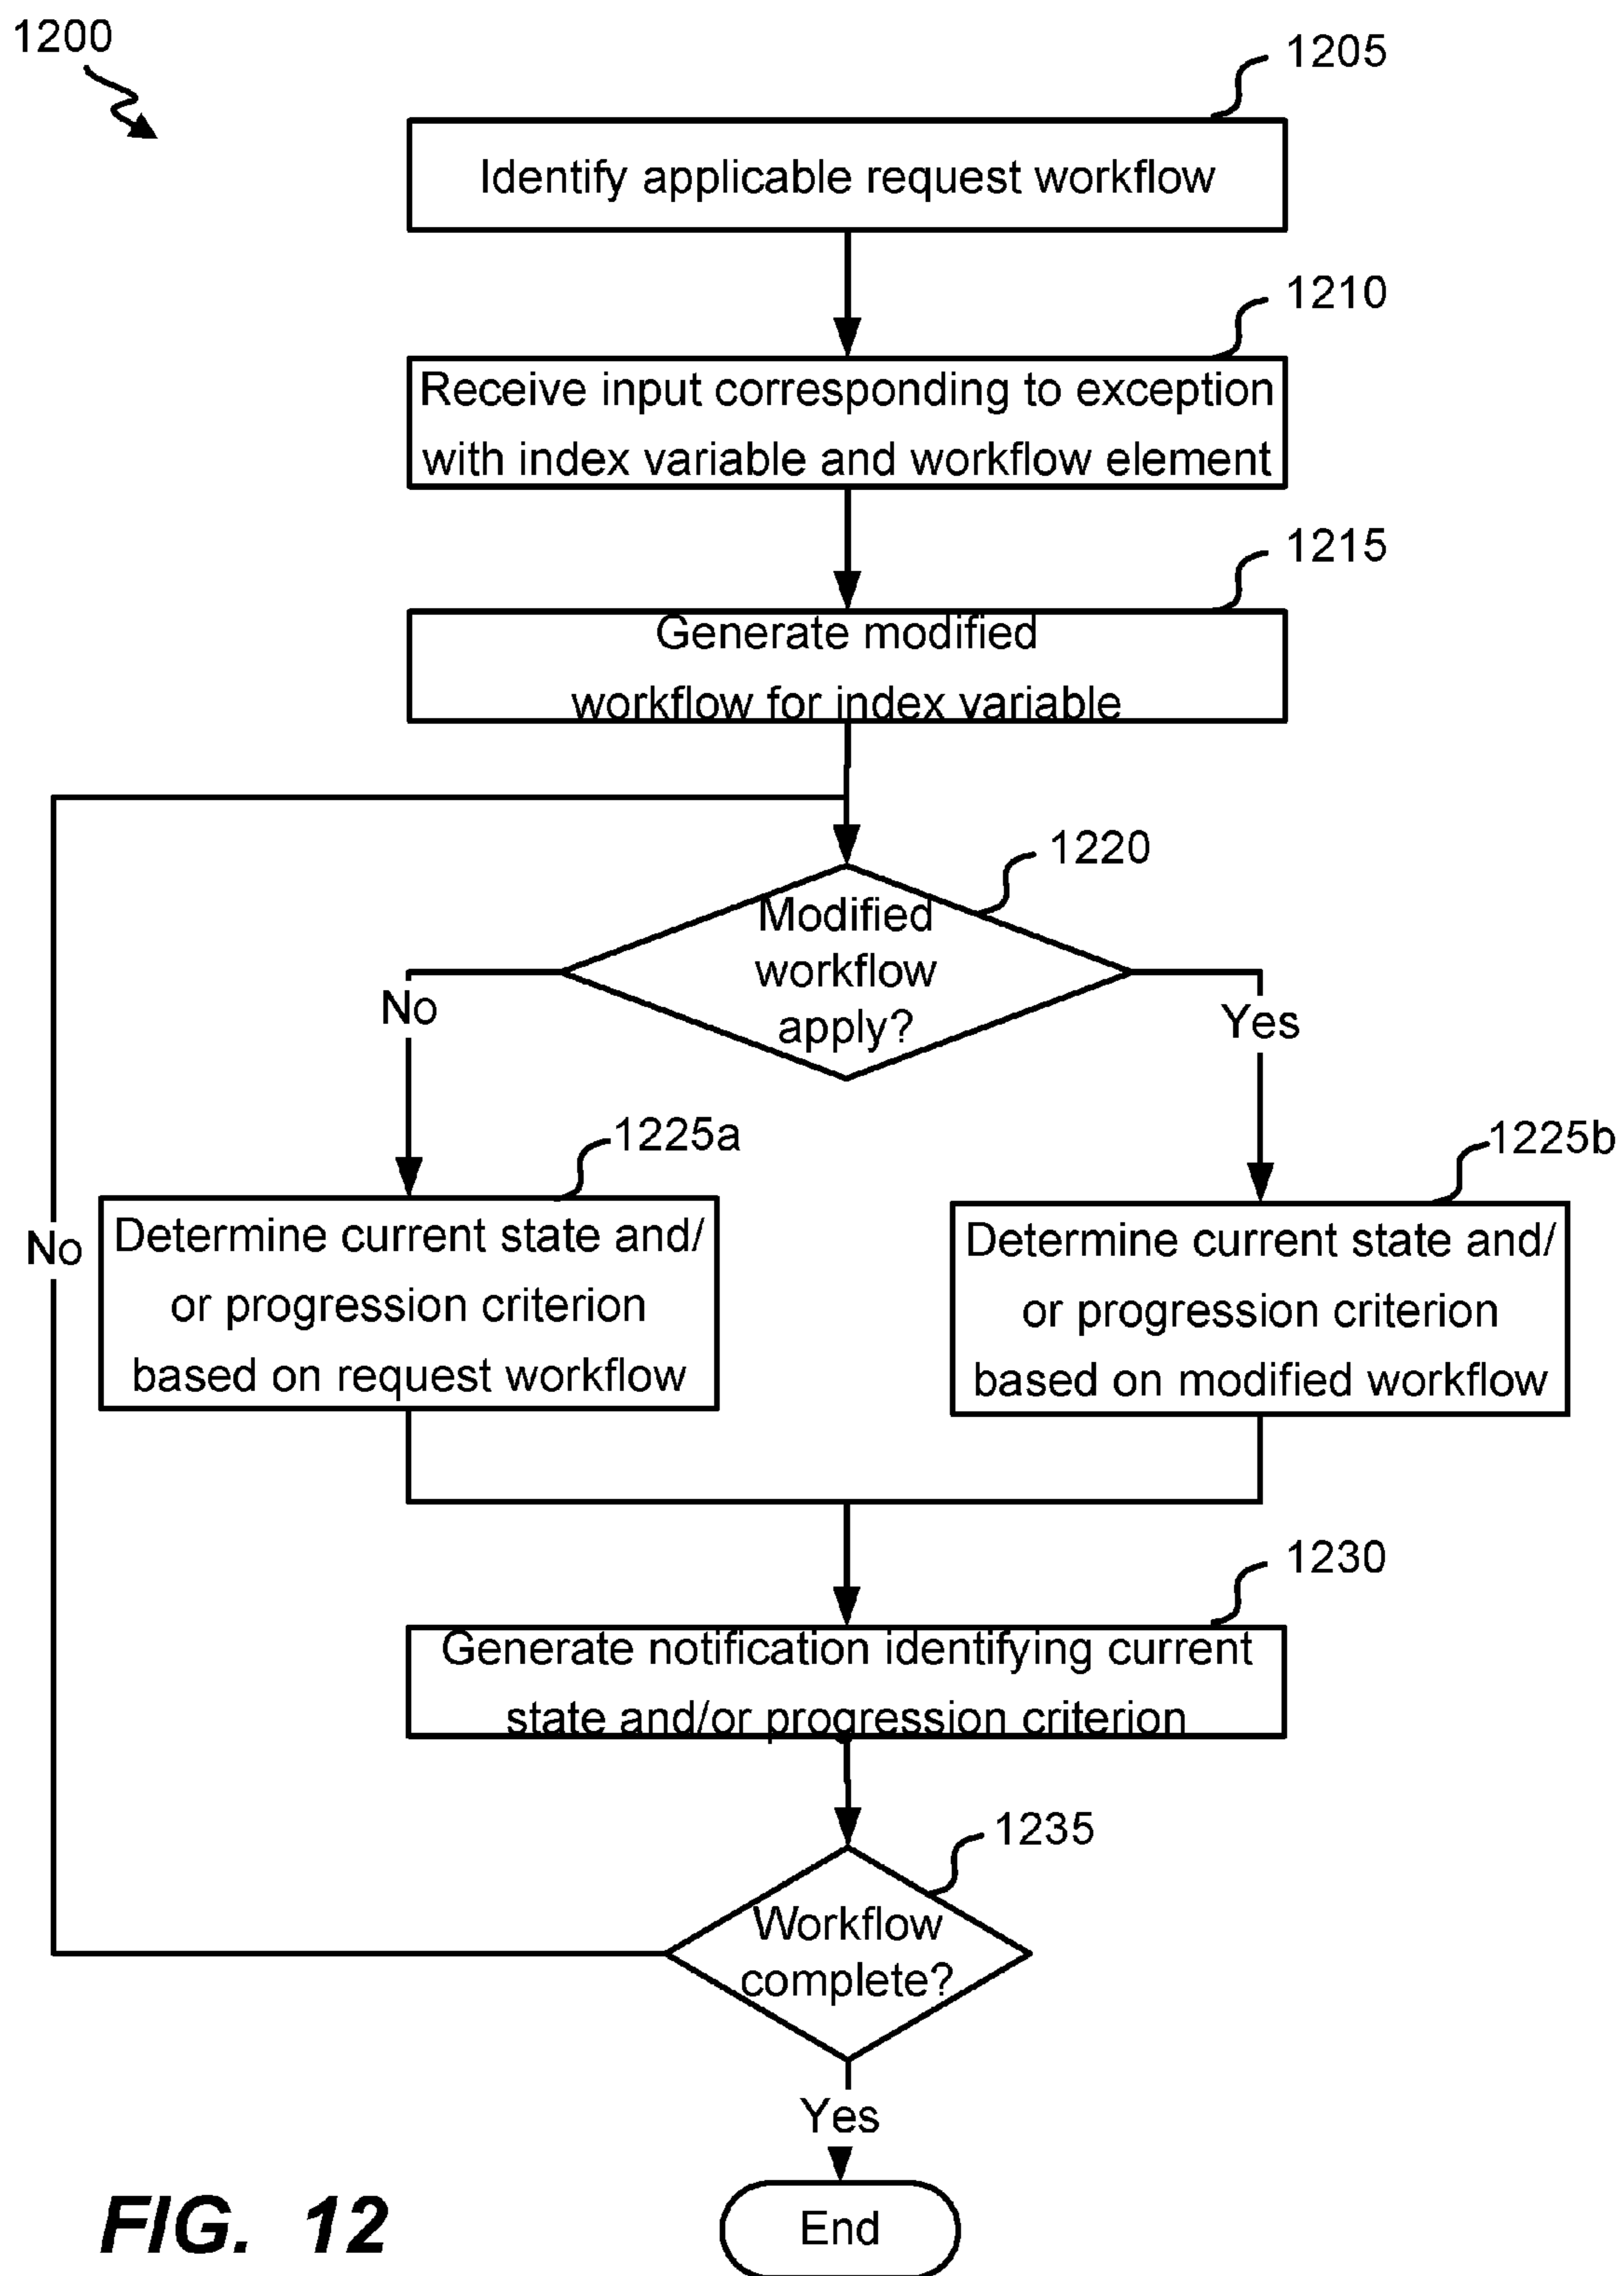 1200
1205
Identify applicable request workflow
1210
Receive input corresponding to exception
with index variable and workflow element
1215
Generate modified
workflow for index variable
1220
Modified
workflow
apply?
No
Yes
1225a
1225b
Determine current state and/
or progression criterion
based on request workflow
Determine current state and/
or progression criterion
based on modified workflow
No
1230
Generate notification identifying current
state and/or progression criterion
1235
Workflow
complete?
Yes
End
FIG. 12